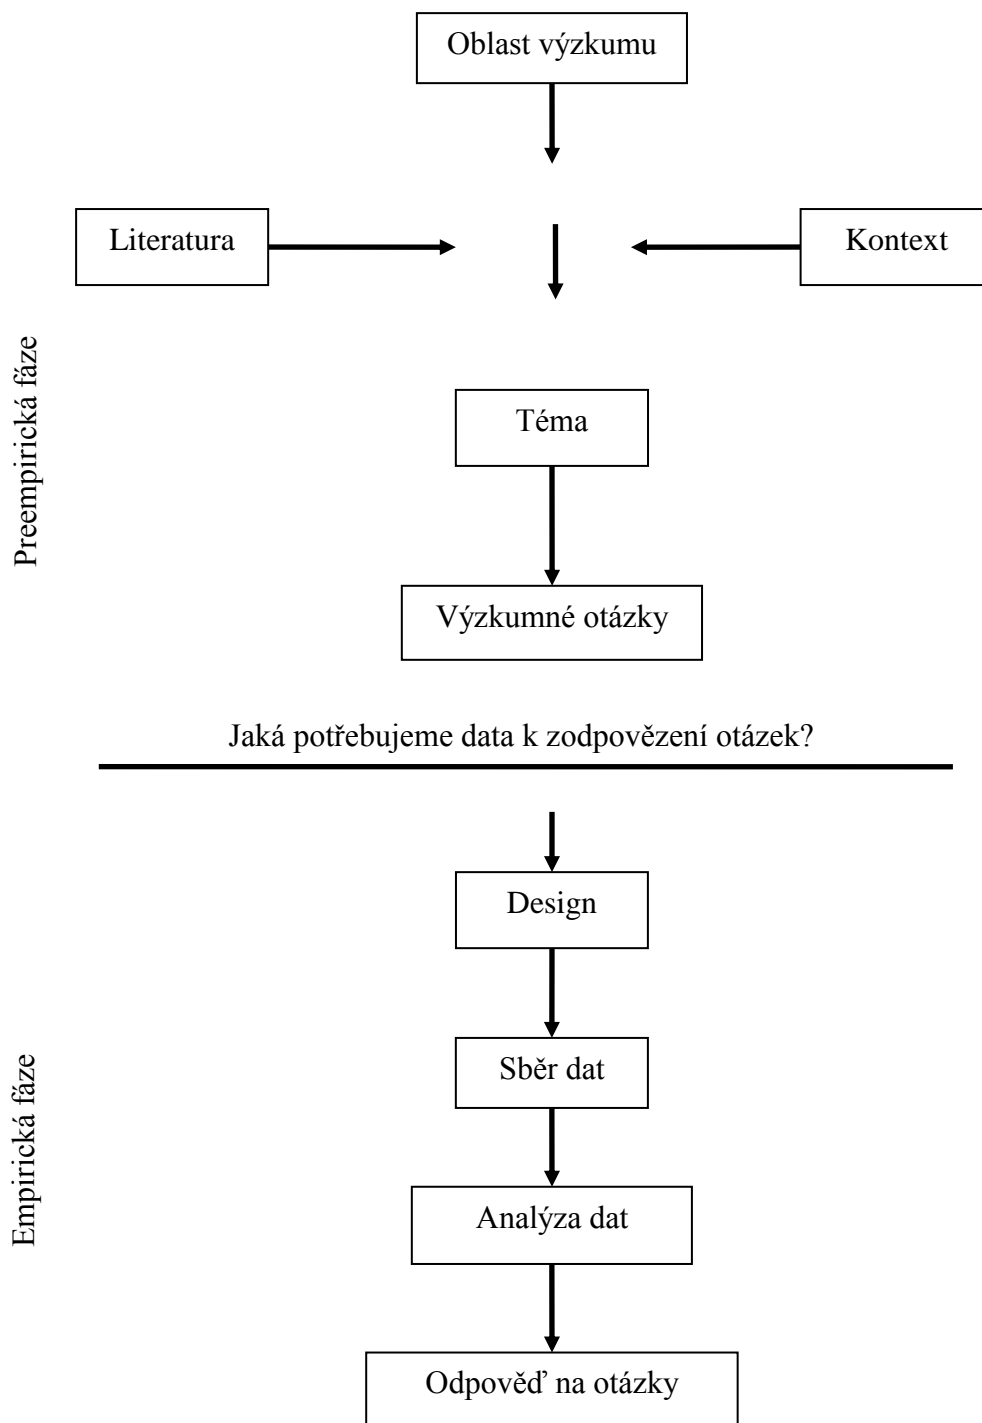 Oblast výzkumu
Literatura
Kontext
Preempirická fáze
Téma
Výzkumné otázky
Jaká potřebujeme data k zodpovězení otázek?
Design
Sběr dat
Empirická fáze
Analýza dat
Odpověď na otázky